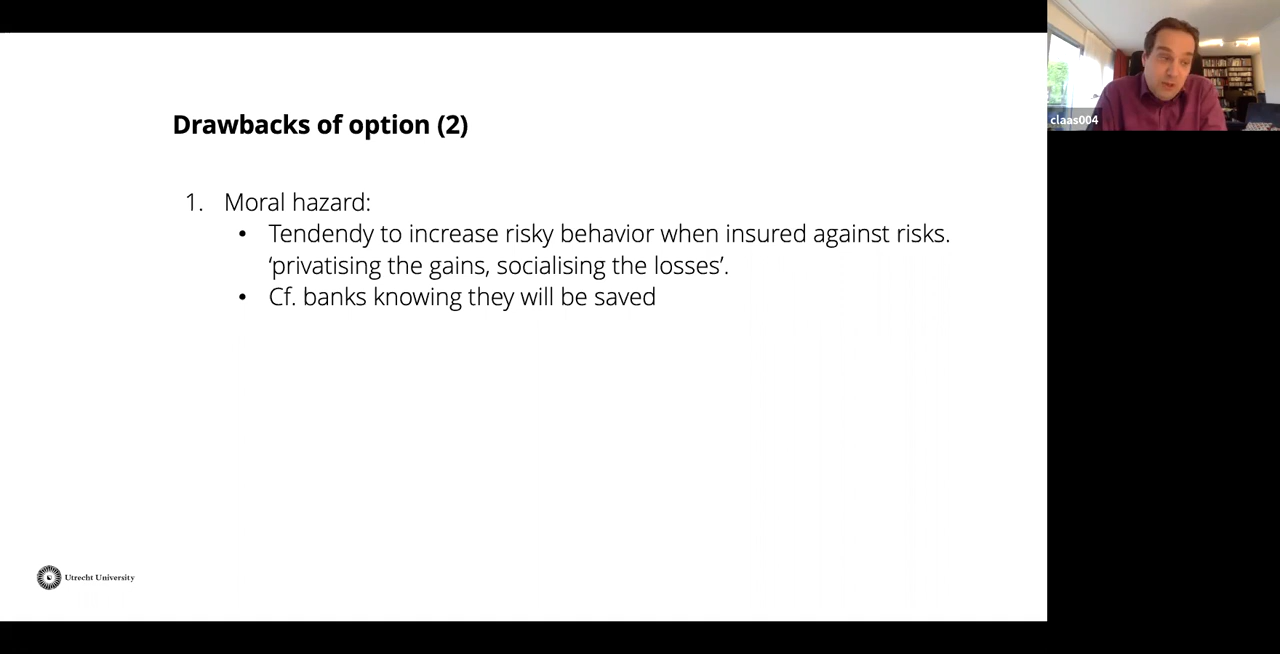 Drawbacks of option (2)
1. Moral hazard:
• Tendendy to increase risky behavior when insured against risks.
‘privatising the gains, socialising the losses’.
• Cf. banks knowing they will be saved
Utrecht University
claas004